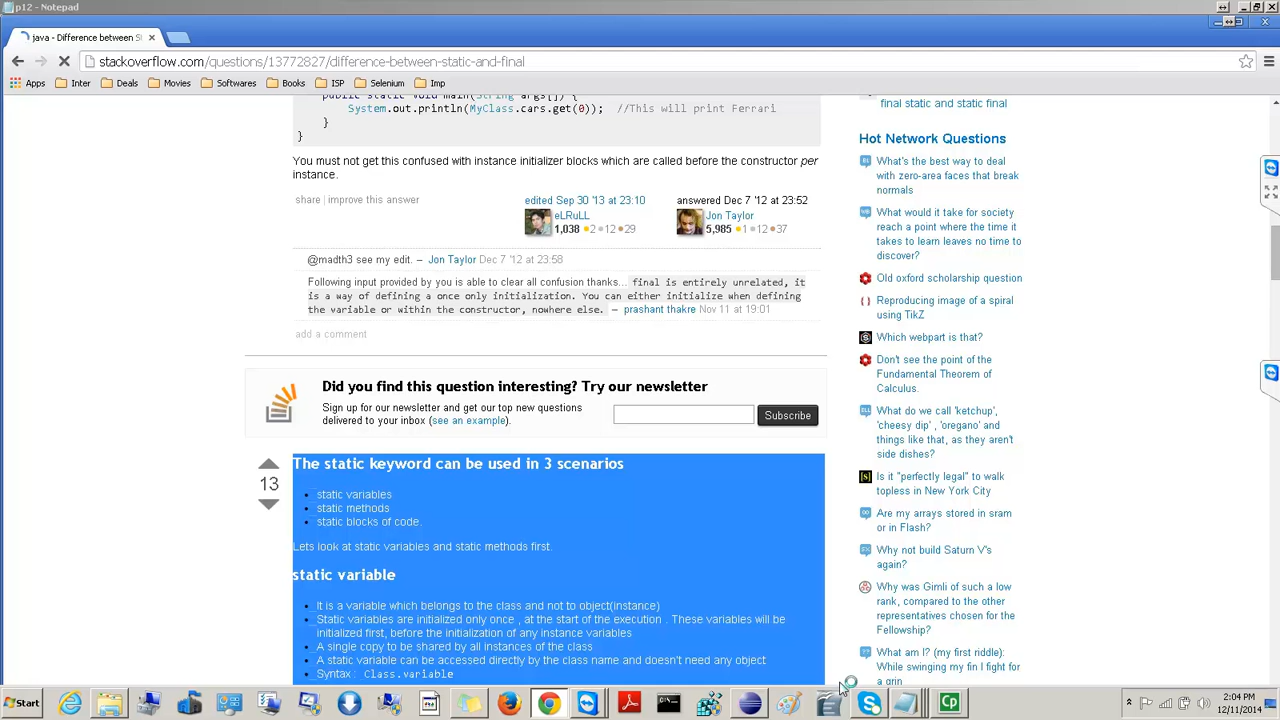 p12 - Notepad
java - Difference between St
stackoverflow.com/questions/13772827/difference-between-static-and-final
Apps Inter Deals Movies Softwares Books ISP Selenium Imp
public static void main(String args[]) {
System.out.println(MyClass.cars.get(0)); //This will print Ferrari
}
}
You must not get this confused with instance initializer blocks which are called before the constructor per
instance.
share | improve this answer
edited Sep 30 '13 at 23:10
eLRuLL
1,038 2 12 29
answered Dec 7 '12 at 23:52
Jon Taylor
5,985 1 12 37
@madth3 see my edit. – Jon Taylor Dec 7 '12 at 23:58
Following input provided by you is able to clear all confusion thanks... final is entirely unrelated, it
is a way of defining a once only initialization. You can either initialize when defining
the variable or within the constructor, nowhere else. – prashant thakre Nov 11 at 19:01
add a comment
Did you find this question interesting? Try our newsletter
Sign up for our newsletter and get our top new questions
delivered to your inbox (see an example).
Subscribe
13
The static keyword can be used in 3 scenarios
• static variables
• static methods
• static blocks of code.
Lets look at static variables and static methods first.
static variable
• It is a variable which belongs to the class and not to object(instance)
• Static variables are initialized only once , at the start of the execution . These variables will be
initialized first, before the initialization of any instance variables
• A single copy to be shared by all instances of the class
• A static variable can be accessed directly by the class name and doesn't need any object
• Syntax : Class.variable
final static and static final
Hot Network Questions
What's the best way to deal
with zero-area faces that break
normals
What would it take for society
reach a point where the time it
takes to learn leaves no time to
discover?
Old oxford scholarship question
Reproducing image of a spiral
using TikZ
Which webpart is that?
Don't see the point of the
Fundamental Theorem of
Calculus.
What do we call 'ketchup',
'cheesy dip' , 'oregano' and
things like that, as they aren't
side dishes?
Is it "perfectly legal" to walk
topless in New York City
Are my arrays stored in sram
or in Flash?
Why not build Saturn V's
again?
Why was Gimli of such a low
rank, compared to the other
representatives chosen for the
Fellowship?
What am I? (my first riddle):
While swinging my fin I fight for
a grin
Start
Cp
2:04 PM
12/11/2014